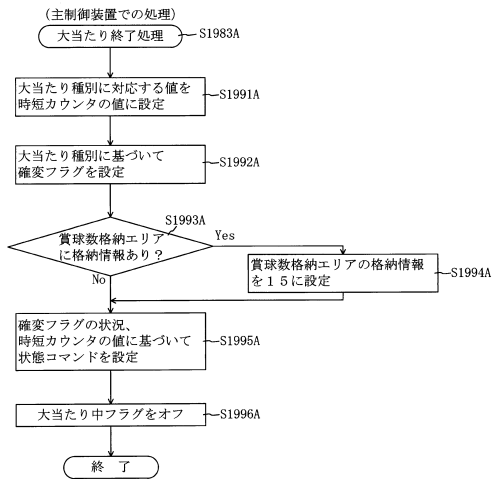 (主制御装置での処理)
大当たり終了処理
S1983A
大当たり種別に対応する値を
時短カウンタの値に設定
S1991A
大当たり種別に基づいて
確変フラグを設定
S1992A
S1993A
賞球数格納エリア
に格納情報あり?
Yes
No
賞球数格納エリアの格納情報
を15に設定
S1994A
確変フラグの状況、
時短カウンタの値に基づいて
状態コマンドを設定
S1995A
大当たり中フラグをオフ
S1996A
終 了